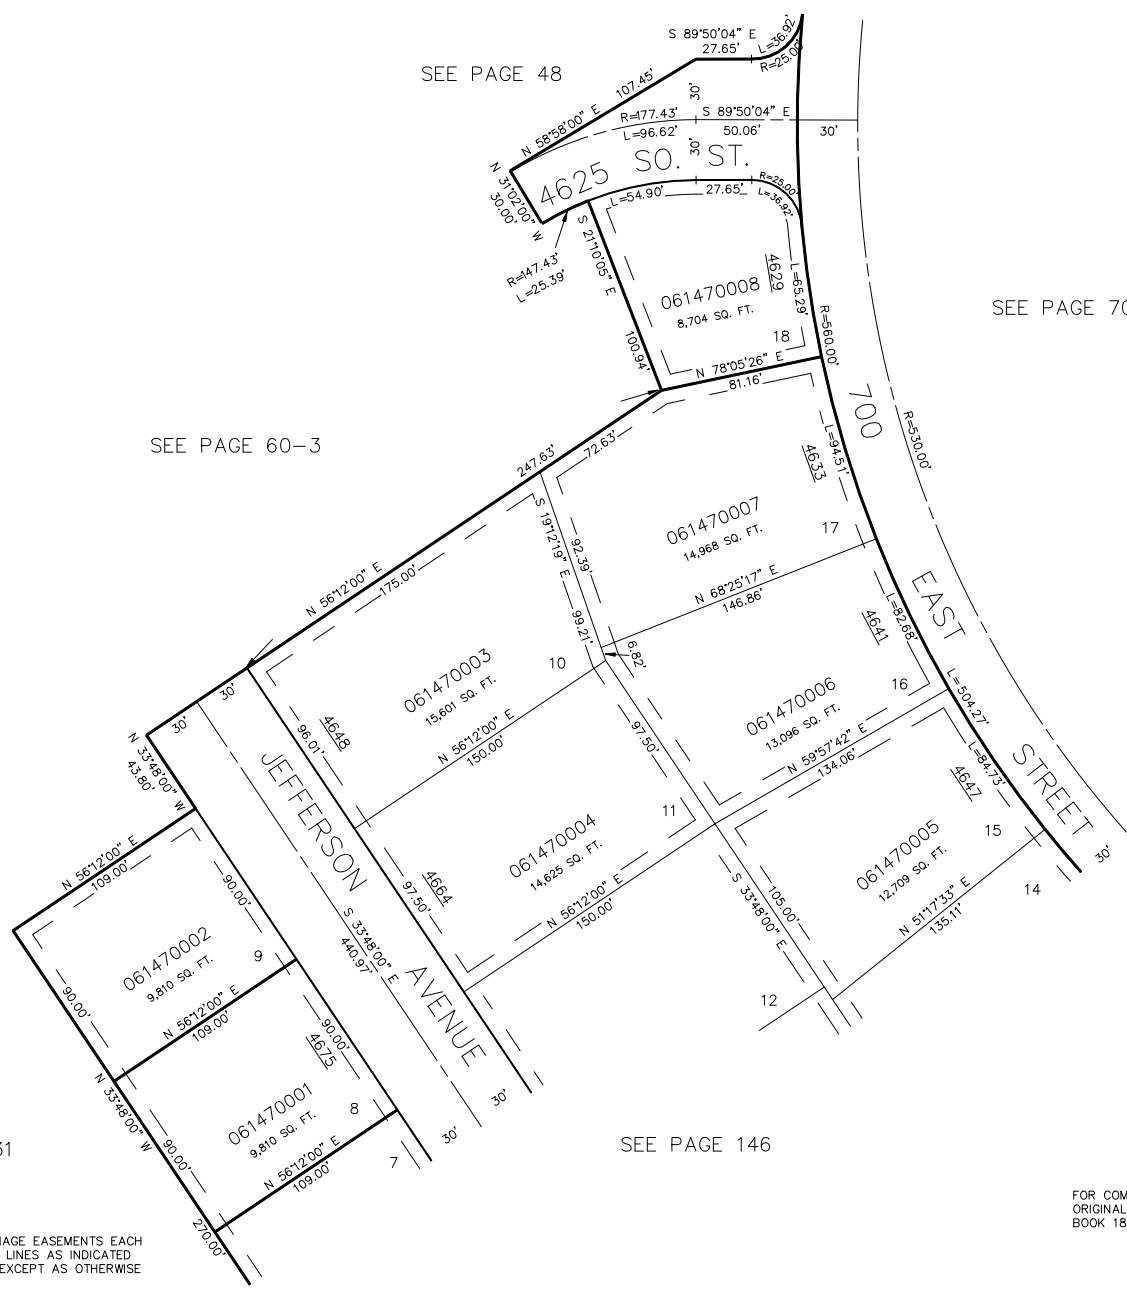 S 89°50'04" E
27.65'
L=36.92'
R=25.00'
SEE PAGE 48
107.45'
N 58°58'00" E
30'
R=177.43'
S 89°50'04" E
L=96.62'
50.06'
30'
30'
4625 SO. ST.
N 31°02'00" W
30.00'
L=54.90'
27.65'
R=25.00'
L=36.92'
R=147.43'
L=25.39'
S 21°10'05" E
100.94'
4629
L=65.29'
R=560.00'
061470008
8,704 SQ. FT.
18
SEE PAGE 70
N 78°05'26" E
81.16'
700
EAST
STREET
R=530.00'
SEE PAGE 60-3
247.63'
72.63'
L=94.51'
4633
061470007
14,968 SQ. FT.
17
S 19°12'19" E
92.39'
99.21'
N 56°12'00" E
175.00'
N 68°25'17" E
146.86'
6.82'
4641
L=82.68'
061470003
15,601 SQ. FT.
10
4648
96.01'
30'
30'
N 56°12'00" E
150.00'
061470006
13,096 SQ. FT.
16
97.50'
L=504.27'
N 59°57'42" E
134.06'
L=84.73'
4647
N 33°48'00" W
43.80'
JEFFERSON
AVENUE
061470004
14,625 SQ. FT.
11
4664
97.50'
061470005
12,709 SQ. FT.
15
30'
14
N 56°12'00" E
109.00'
90.00'
S 33°48'00" E
440.97'
N 56°12'00" E
150.00'
105.00'
S 33°48'00" E
N 51°17'33" E
135.11'
12
061470002
9,810 SQ. FT.
9
90.00'
N 56°12'00" E
109.00'
90.00'
4675
N 33°48'00" W
061470001
9,810 SQ. FT.
8
30'
30'
90.00'
N 56°12'00" E
109.00'
7
270.00'
31
SEE PAGE 146
AGE EASEMENTS EACH
LINES AS INDICATED
EXCEPT AS OTHERWISE
FOR COM
ORIGINAL
BOOK 18